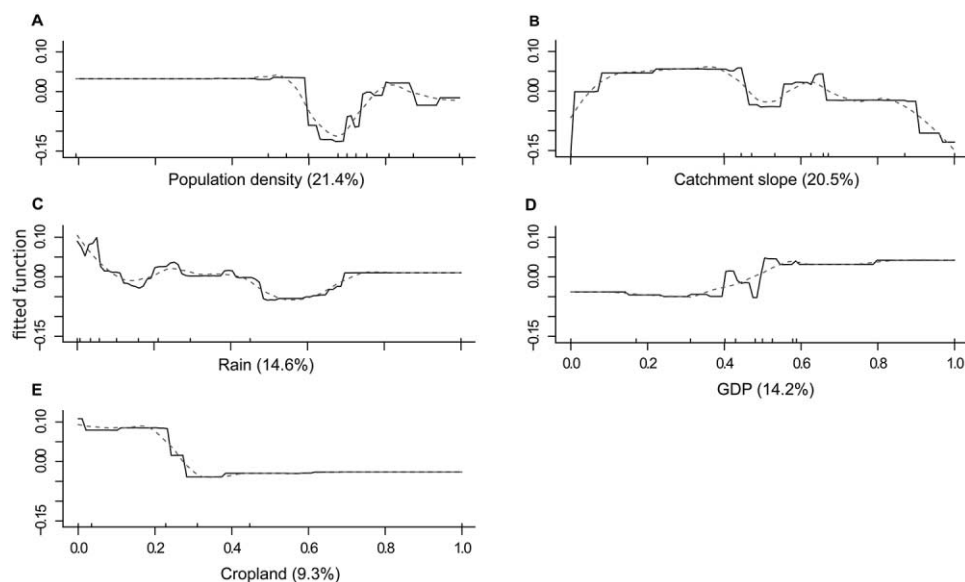 A
0.10
0.00
-0.15
Population density (21.4%)
B
0.10
0.00
-0.15
Catchment slope (20.5%)
C
0.10
0.00
-0.15
Rain (14.6%)
D
0.10
0.00
-0.15
0.0 0.2 0.4 0.6 0.8 1.0
GDP (14.2%)
fitted function
E
0.10
0.00
-0.15
0.0 0.2 0.4 0.6 0.8 1.0
Cropland (9.3%)